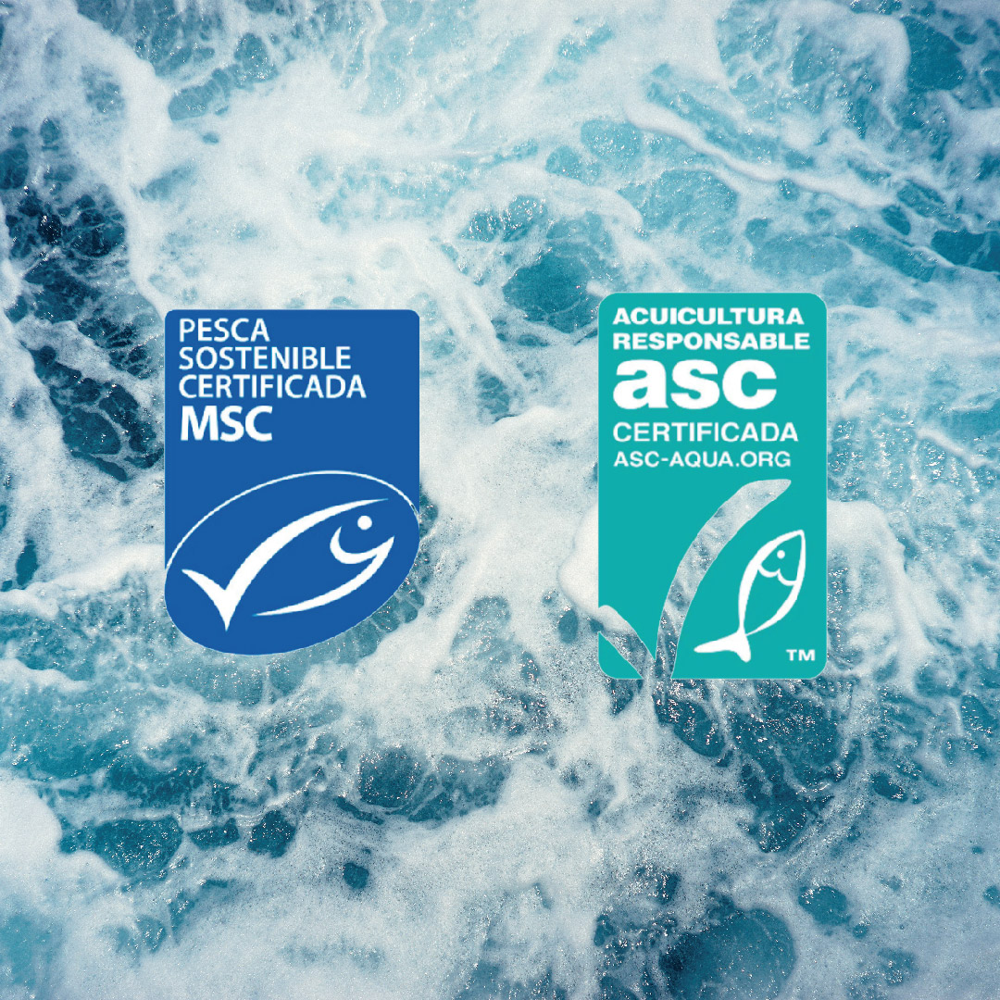 PESCA
SOSTENIBLE
CERTIFICADA
MSC
ACUICULTURA
RESPONSABLE
asc
CERTIFICADA
ASC-AQUA.ORG
TM